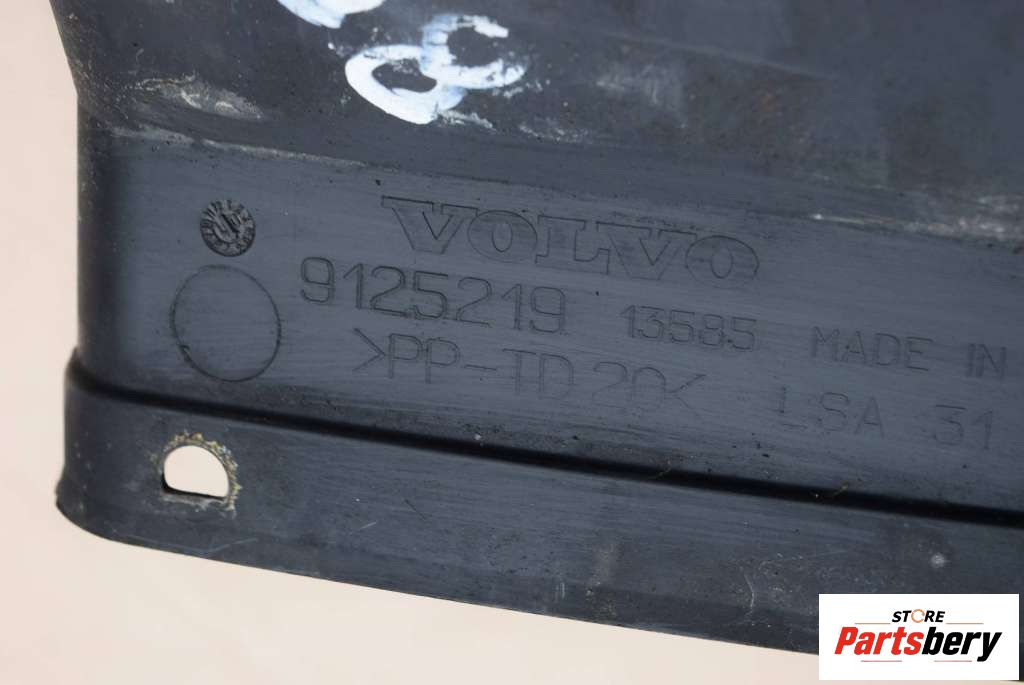 VOLVO
9125219 13585 MADE IN
>PP-TD20< LSA 31
STORE
Partsbery